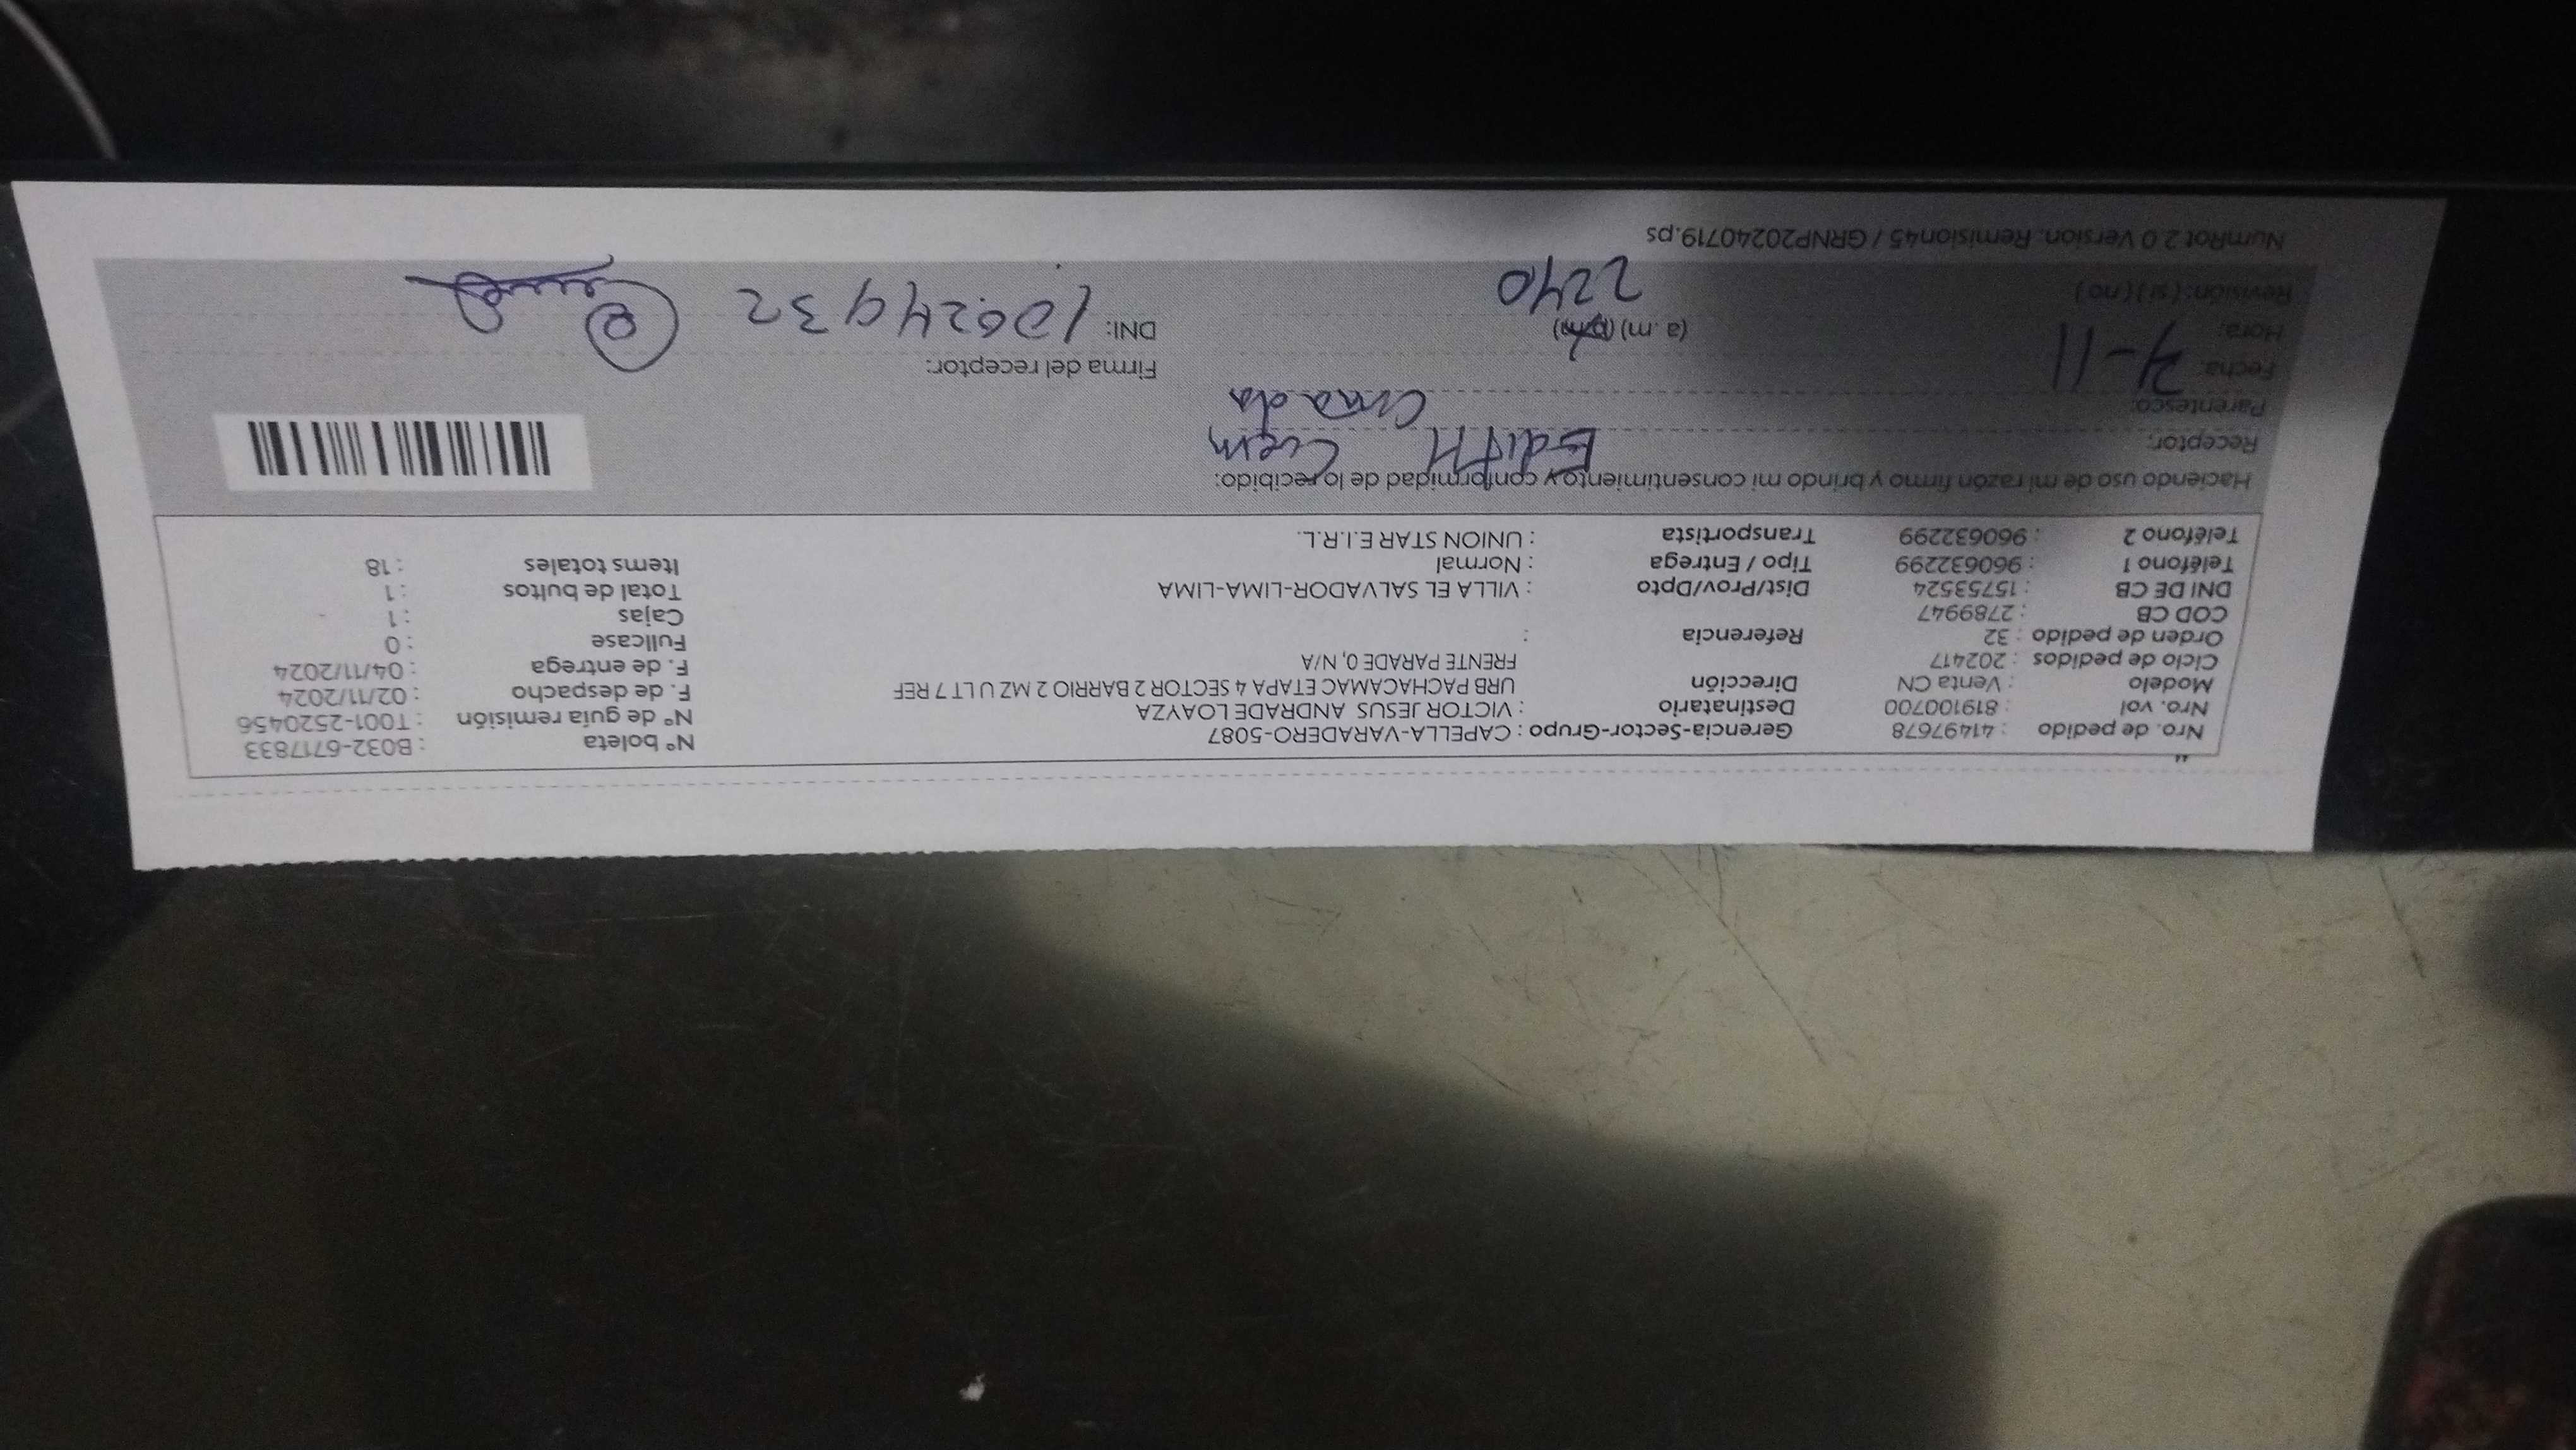 Nro. de pedido : 41497678 Gerencia-Sector-Grupo : CAPELLA-VARADERO-5087 N° boleta : B032-6717833
Nro. vol : 819100700 Destinatario : VICTOR JESUS ANDRADE LOAYZA N° de guía remisión : T001-2520456
Modelo : Venta CN Dirección URB PACHACAMAC ETAPA 4 SECTOR 2 BARRIO 2 MZ U LT 7 REF F. de despacho : 02/11/2024
Ciclo de pedidos : 202417 FRENTE PARADE 0, N/A F. de entrega : 04/11/2024
Orden de pedido : 32 Referencia : Fullcase : 0
COD CB : 2789947 Cajas : 1
DNI DE CB : 15753524 Dist/Prov/Dpto : VILLA EL SALVADOR-LIMA-LIMA Total de bultos : 1
Teléfono 1 : 960632299 Tipo / Entrega : Normal Items totales : 18
Teléfono 2 : 960632299 Transportista : UNION STAR E.I.R.L.
Haciendo uso de mi razón firmo y brindo mi consentimiento y conformidad de lo recibido:
Receptor: EdiTH
Parentesco:
Fecha: 7-11 Firma del receptor:
Hora: (a. m) (p.m) DNI: 10624932
Revisión: ( si ) ( no ) 2240
NumRot 2.0 Version. Remision45 / GRNP20240719.ps